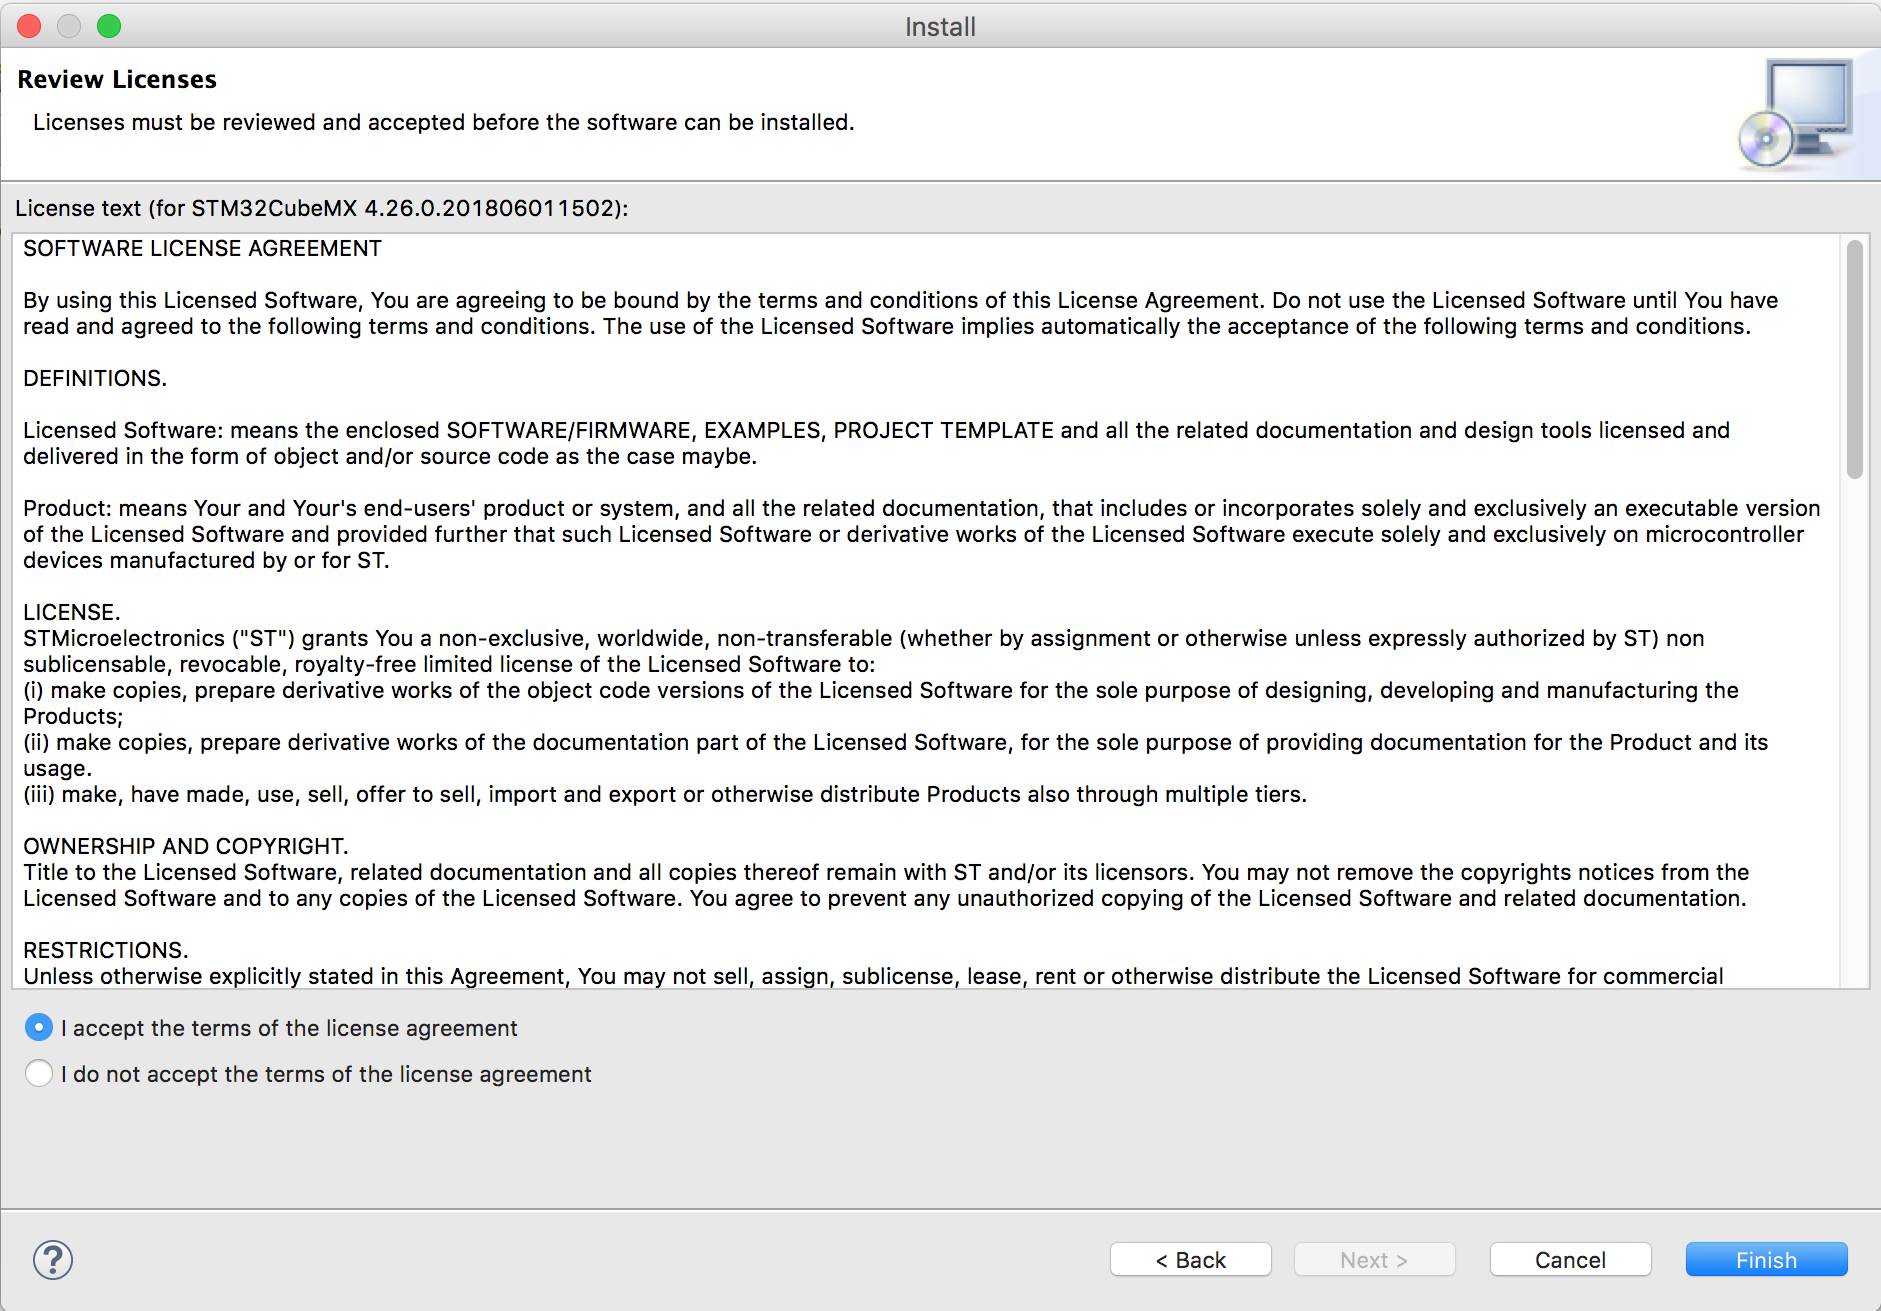 Install
Review Licenses
Licenses must be reviewed and accepted before the software can be installed.
License text (for STM32CubeMX 4.26.0.201806011502):
SOFTWARE LICENSE AGREEMENT
By using this Licensed Software, You are agreeing to be bound by the terms and conditions of this License Agreement. Do not use the Licensed Software until You have
read and agreed to the following terms and conditions. The use of the Licensed Software implies automatically the acceptance of the following terms and conditions.
DEFINITIONS.
Licensed Software: means the enclosed SOFTWARE/FIRMWARE, EXAMPLES, PROJECT TEMPLATE and all the related documentation and design tools licensed and
delivered in the form of object and/or source code as the case maybe.
Product: means Your and Your's end-users' product or system, and all the related documentation, that includes or incorporates solely and exclusively an executable version
of the Licensed Software and provided further that such Licensed Software or derivative works of the Licensed Software execute solely and exclusively on microcontroller
devices manufactured by or for ST.
LICENSE.
STMicroelectronics ("ST") grants You a non-exclusive, worldwide, non-transferable (whether by assignment or otherwise unless expressly authorized by ST) non
sublicensable, revocable, royalty-free limited license of the Licensed Software to:
(i) make copies, prepare derivative works of the object code versions of the Licensed Software for the sole purpose of designing, developing and manufacturing the
Products;
(ii) make copies, prepare derivative works of the documentation part of the Licensed Software, for the sole purpose of providing documentation for the Product and its
usage.
(iii) make, have made, use, sell, offer to sell, import and export or otherwise distribute Products also through multiple tiers.
OWNERSHIP AND COPYRIGHT.
Title to the Licensed Software, related documentation and all copies thereof remain with ST and/or its licensors. You may not remove the copyrights notices from the
Licensed Software and to any copies of the Licensed Software. You agree to prevent any unauthorized copying of the Licensed Software and related documentation.
RESTRICTIONS.
Unless otherwise explicitly stated in this Agreement, You may not sell, assign, sublicense, lease, rent or otherwise distribute the Licensed Software for commercial
I accept the terms of the license agreement
I do not accept the terms of the license agreement
?
< Back
Next >
Cancel
Finish